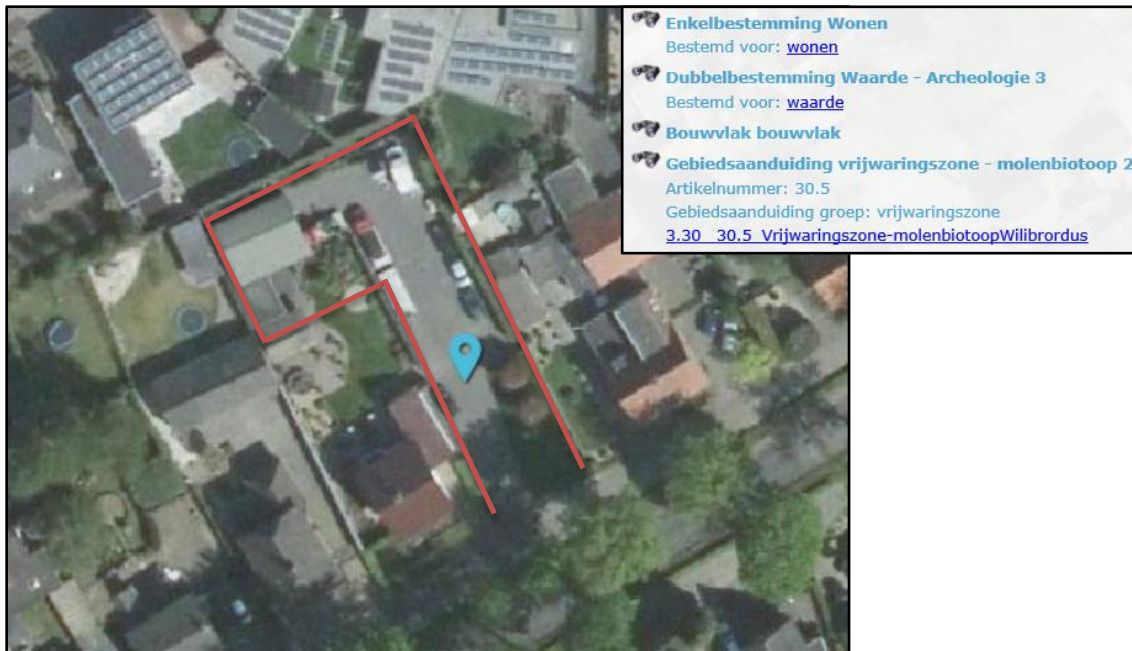 Enkelbestemming Wonen
Bestemd voor: wonen
Dubbelbestemming Waarde - Archeologie 3
Bestemd voor: waarde
Bouwvlak bouwvlak
Gebiedsaanduiding vrijwaringszone - molenbiotoop 2
Artikelnummer: 30.5
Gebiedsaanduiding groep: vrijwaringszone
3.30 30.5 Vrijwaringszone-molenbiotoopWilibrordus